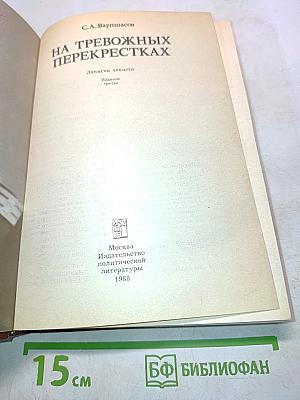 С.А. Ваупшасов
НА ТРЕВОЖНЫХ
ПЕРЕКРЕСТКАХ
Записки чекиста
Издание
третье
Москва
Издательство
политической
литературы
1988
15 см
БФ БИБЛИОФАН